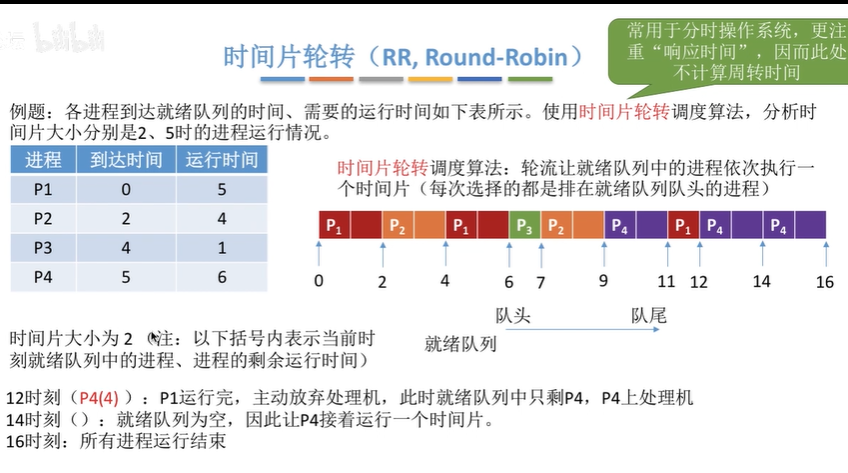 常用于分时操作系统，更注
重“响应时间”，因而此处
不计算周转时间
时间片轮转（RR, Round-Robin）
例题：各进程到达就绪队列的时间、需要的运行时间如下表所示。使用时间片轮转调度算法，分析时
间片大小分别是2、5时的进程运行情况。
进程 到达时间 运行时间
P1 0 5
P2 2 4
P3 4 1
P4 5 6
时间片轮转调度算法：轮流让就绪队列中的进程依次执行一
个时间片（每次选择的都是排在就绪队列队头的进程）
P1 P2 P1 P3 P2 P4 P1 P4 P4
0 2 4 6 7 9 11 12 14 16
队头 队尾
就绪队列
时间片大小为 2（注：以下括号内表示当前时
刻就绪队列中的进程、进程的剩余运行时间）
12时刻（P4(4)）：P1运行完，主动放弃处理机，此时就绪队列中只剩P4，P4上处理机
14时刻（）：就绪队列为空，因此让P4接着运行一个时间片。
16时刻：所有进程运行结束